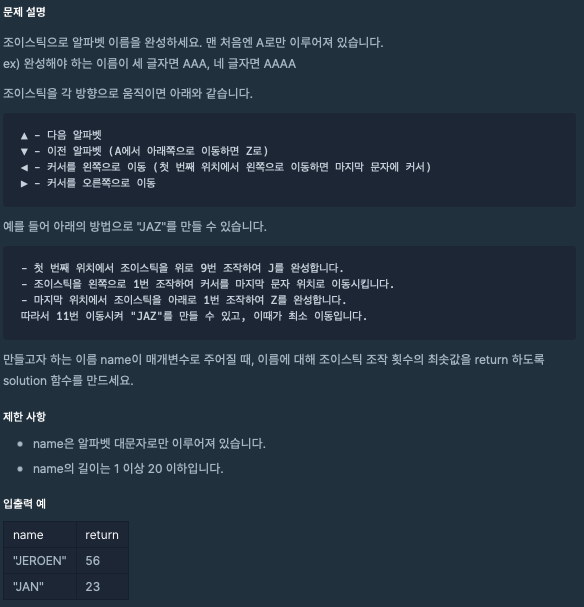 문제 설명
조이스틱으로 알파벳 이름을 완성하세요. 맨 처음엔 A로만 이루어져 있습니다.
ex) 완성해야 하는 이름이 세 글자면 AAA, 네 글자면 AAAA
조이스틱을 각 방향으로 움직이면 아래와 같습니다.
▲ - 다음 알파벳
▼ - 이전 알파벳 (A에서 아래쪽으로 이동하면 Z로)
◀ - 커서를 왼쪽으로 이동 (첫 번째 위치에서 왼쪽으로 이동하면 마지막 문자에 커서)
▶ - 커서를 오른쪽으로 이동
예를 들어 아래의 방법으로 "JAZ"를 만들 수 있습니다.
- 첫 번째 위치에서 조이스틱을 위로 9번 조작하여 J를 완성합니다.
- 조이스틱을 왼쪽으로 1번 조작하여 커서를 마지막 문자 위치로 이동시킵니다.
- 마지막 위치에서 조이스틱을 아래로 1번 조작하여 Z를 완성합니다.
따라서 11번 이동시켜 "JAZ"를 만들 수 있고, 이때가 최소 이동입니다.
만들고자 하는 이름 name이 매개변수로 주어질 때, 이름에 대해 조이스틱 조작 횟수의 최솟값을 return 하도록
solution 함수를 만드세요.
제한 사항
• name은 알파벳 대문자로만 이루어져 있습니다.
• name의 길이는 1 이상 20 이하입니다.
입출력 예
name return
"JEROEN" 56
"JAN" 23